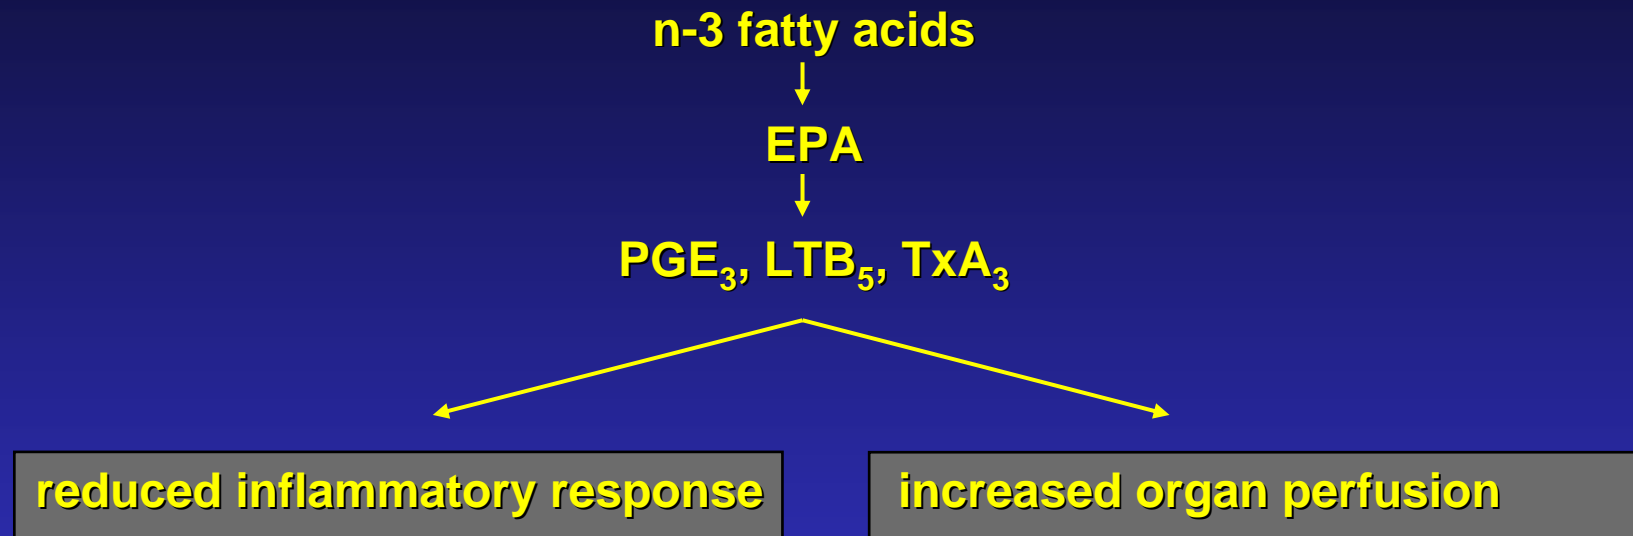 n-3 fatty acids
EPA
PGE₃, LTB₅, TxA₃
reduced inflammatory response
increased organ perfusion